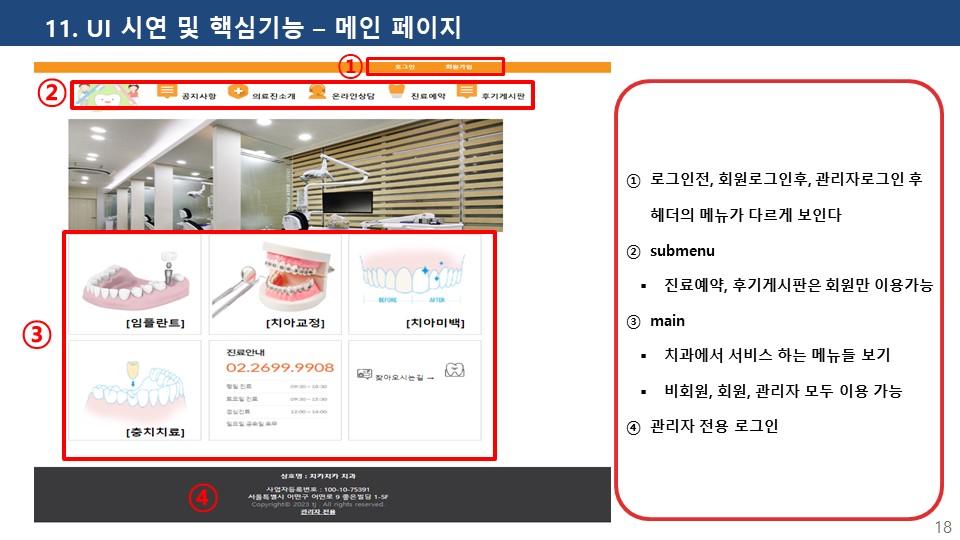 11. UI 시연 및 핵심기능 – 메인 페이지
①
로그인 회원가입
②
공지사항 의료진소개 온라인상담 진료예약 후기게시판
③
[임플란트] [치아교정] BEFORE AFTER [치아미백]
[충치치료]
진료안내
02.2699.9908
평일 진료 09:30 ~ 18:30
토요일 진료 09:30 ~ 15:30
점심진료 12:00 ~ 14:00
일요일 공휴일 휴무
찾아오시는길 →
④
상호명 : 치카치카 치과
사업자등록번호 : 100-10-75391
서울특별시 어떤구 어떤로 9 좋은빌딩 1-5F
Copyright© 2023 tj . All rights reserved.
관리자 전용
① 로그인전, 회원로그인후, 관리자로그인 후
헤더의 메뉴가 다르게 보인다
② submenu
▪ 진료예약, 후기게시판은 회원만 이용가능
③ main
▪ 치과에서 서비스 하는 메뉴들 보기
▪ 비회원, 회원, 관리자 모두 이용 가능
④ 관리자 전용 로그인
18